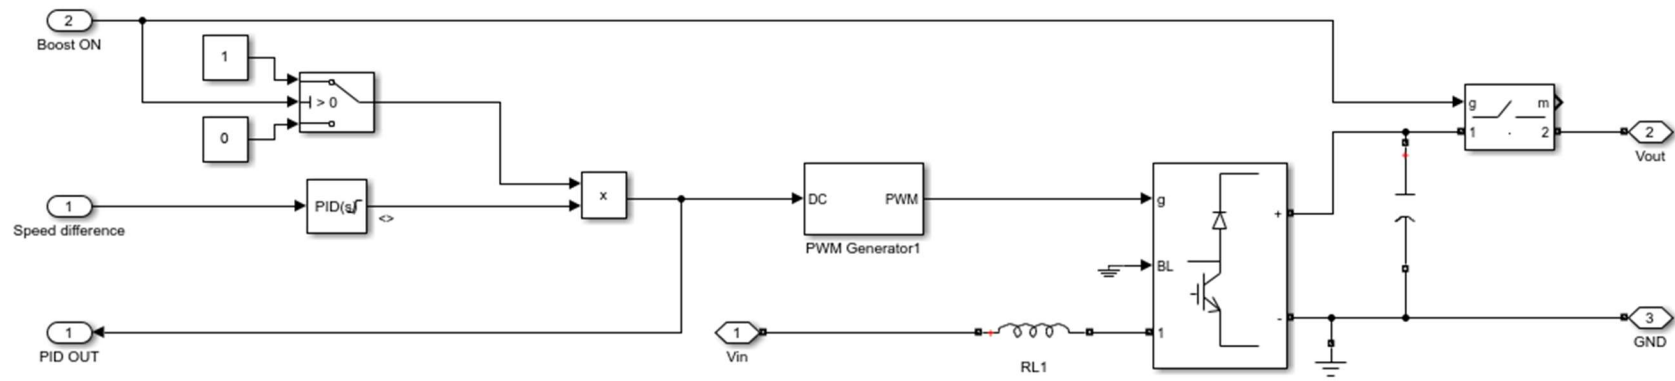 2
Boost ON
1
> 0
0
g
m
1
2
2
Vout
1
Speed difference
PID(s)
<>
x
DC
PWM
PWM Generator1
g
+
BL
-
1
1
PID OUT
1
Vin
RL1
3
GND